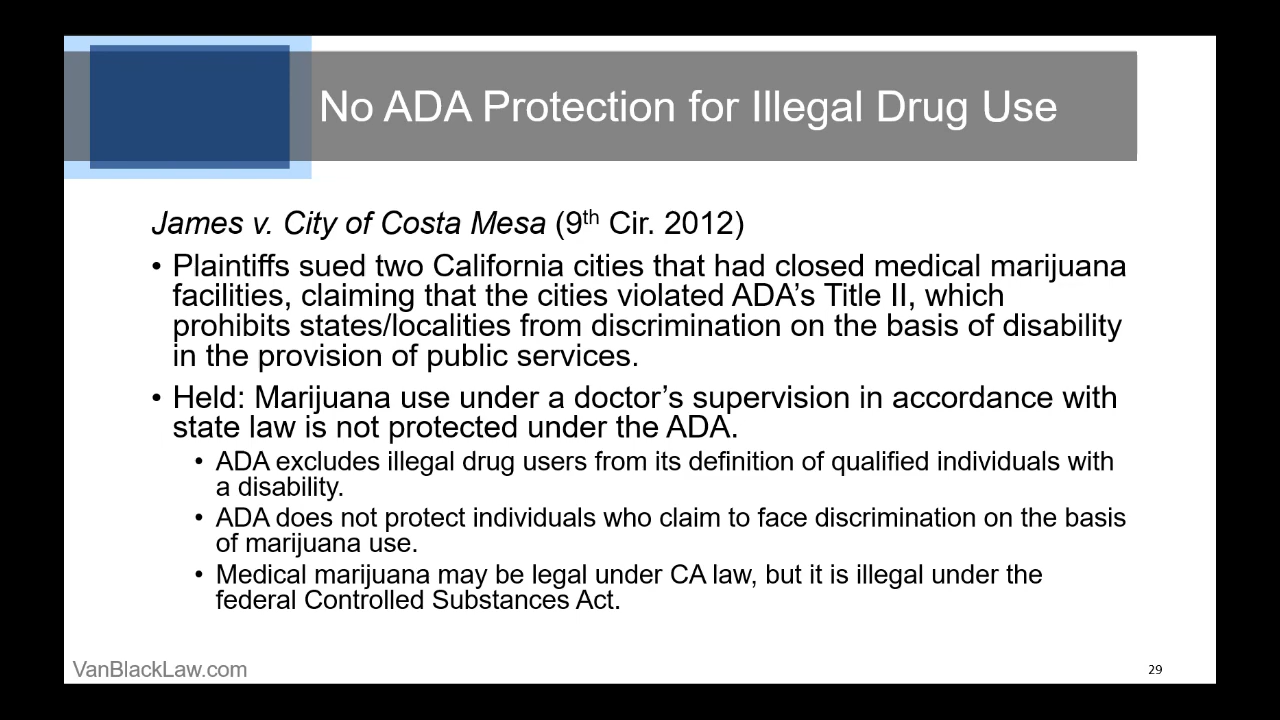 No ADA Protection for Illegal Drug Use
James v. City of Costa Mesa (9th Cir. 2012)
• Plaintiffs sued two California cities that had closed medical marijuana
facilities, claiming that the cities violated ADA’s Title II, which
prohibits states/localities from discrimination on the basis of disability
in the provision of public services.
• Held: Marijuana use under a doctor’s supervision in accordance with
state law is not protected under the ADA.
• ADA excludes illegal drug users from its definition of qualified individuals with
a disability.
• ADA does not protect individuals who claim to face discrimination on the basis
of marijuana use.
• Medical marijuana may be legal under CA law, but it is illegal under the
federal Controlled Substances Act.
VanBlackLaw.com
29